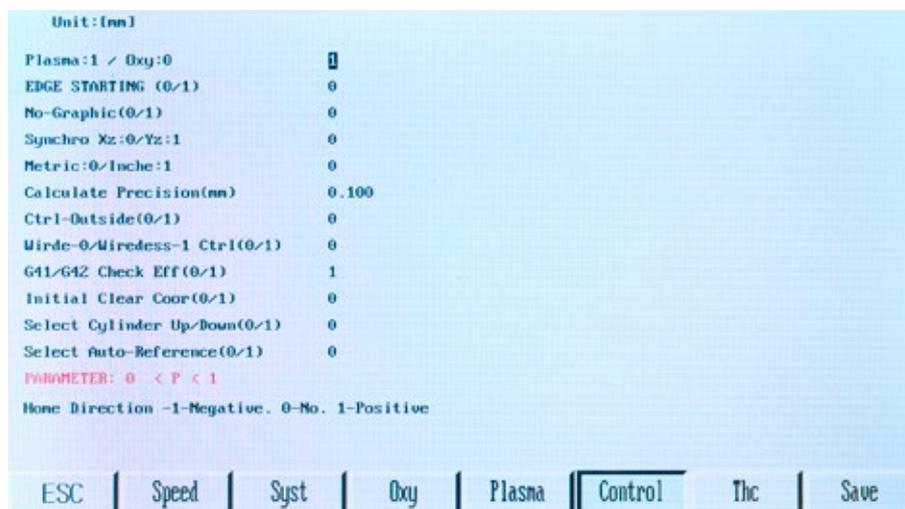 Unit:[mm]
Plasma:1 / Oxy:0 1
EDGE STARTING (0/1) 0
No-Graphic(0/1) 0
Synchro Xz:0/Yz:1 0
Metric:0/Inche:1 0
Calculate Precision(mm) 0.100
Ctrl-Outside(0/1) 0
Wirde-0/Wiredess-1 Ctrl(0/1) 0
G41/G42 Check Eff(0/1) 1
Initial Clear Coor(0/1) 0
Select Cylinder Up/Down(0/1) 0
Select Auto-Reference(0/1) 0
PARAMETER: 0 < P < 1
Home Direction -1-Negative. 0-No. 1-Positive
ESC Speed Syst Oxy Plasma Control Thc Save